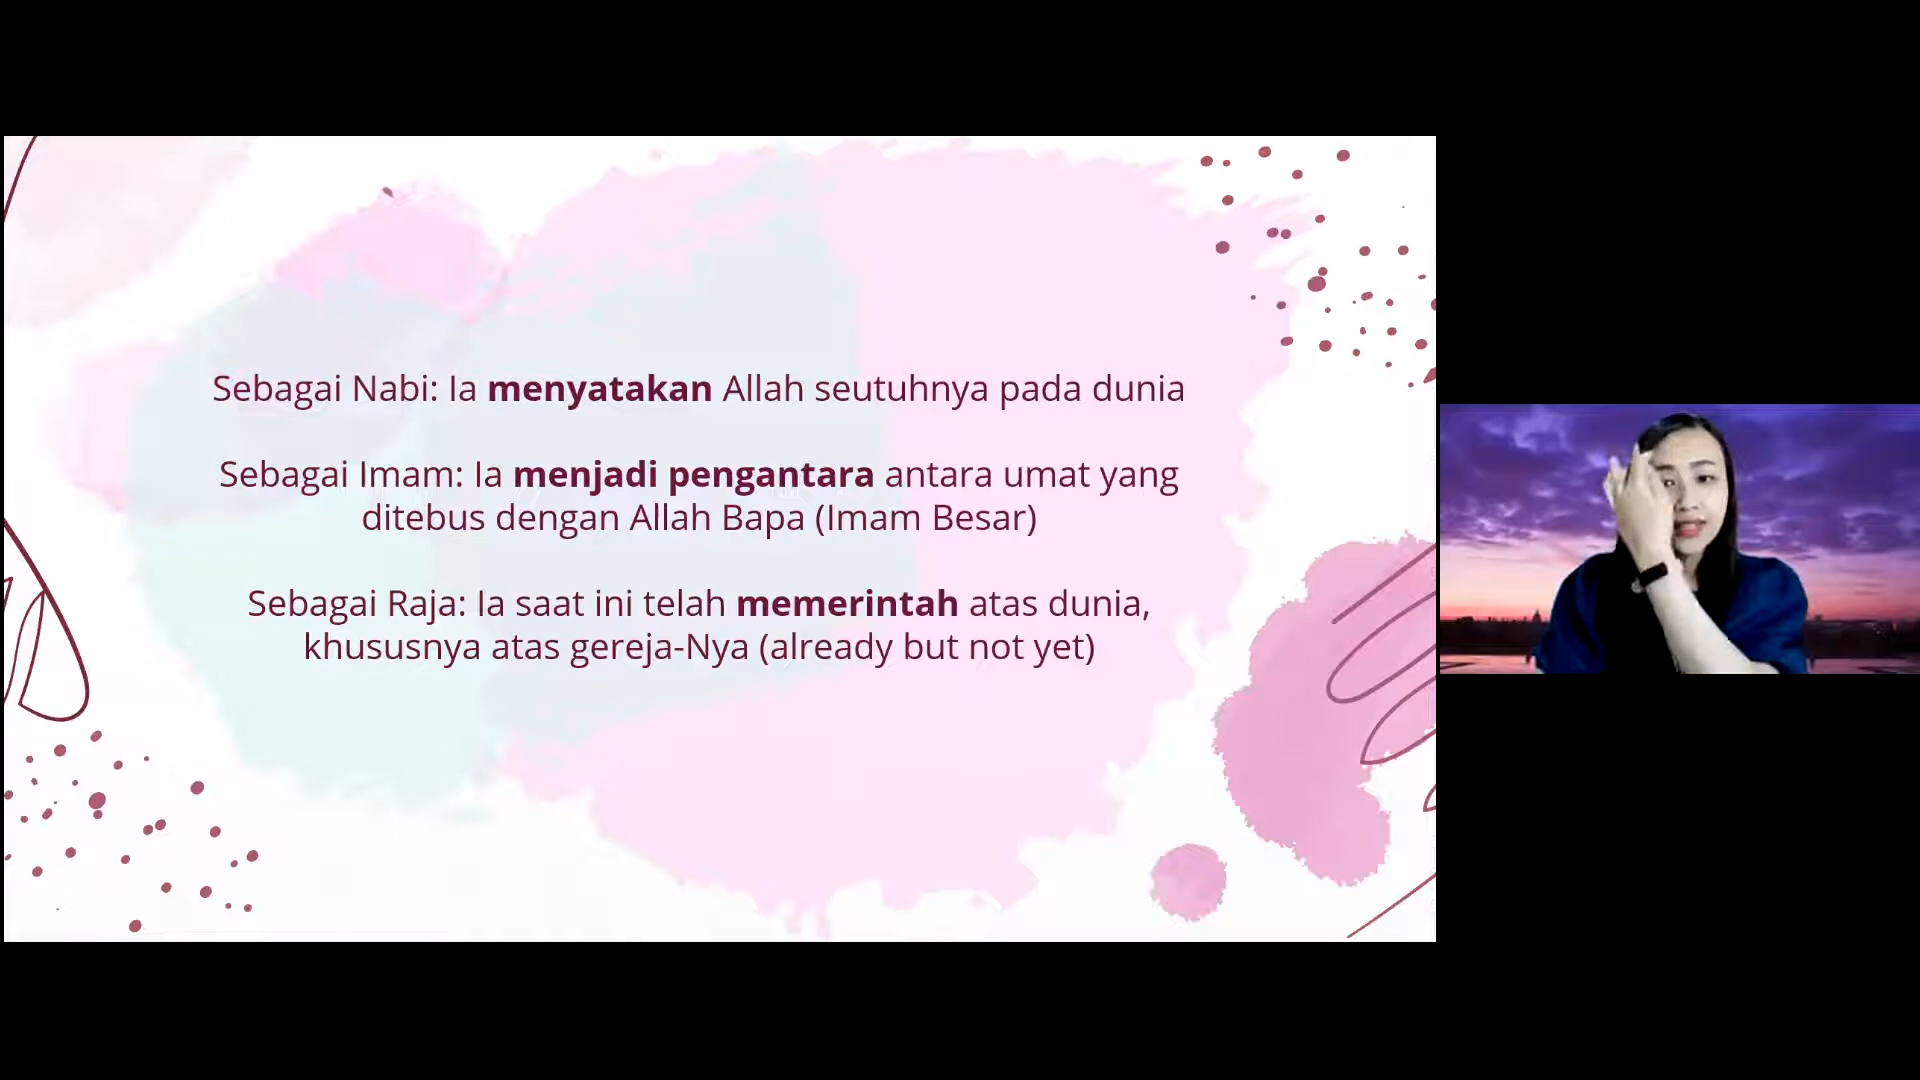 Sebagai Nabi: Ia menyatakan Allah seutuhnya pada dunia
Sebagai Imam: Ia menjadi pengantara antara umat yang
ditebus dengan Allah Bapa (Imam Besar)
Sebagai Raja: Ia saat ini telah memerintah atas dunia,
khususnya atas gereja-Nya (already but not yet)